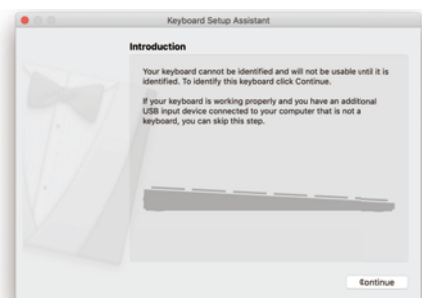 Keyboard Setup Assistant
Introduction
Your keyboard cannot be identified and will not be usable until it is
identified. To identify this keyboard click Continue.
If your keyboard is working properly and you have an additional
USB input device connected to your computer that is not a
keyboard, you can skip this step.
Continue